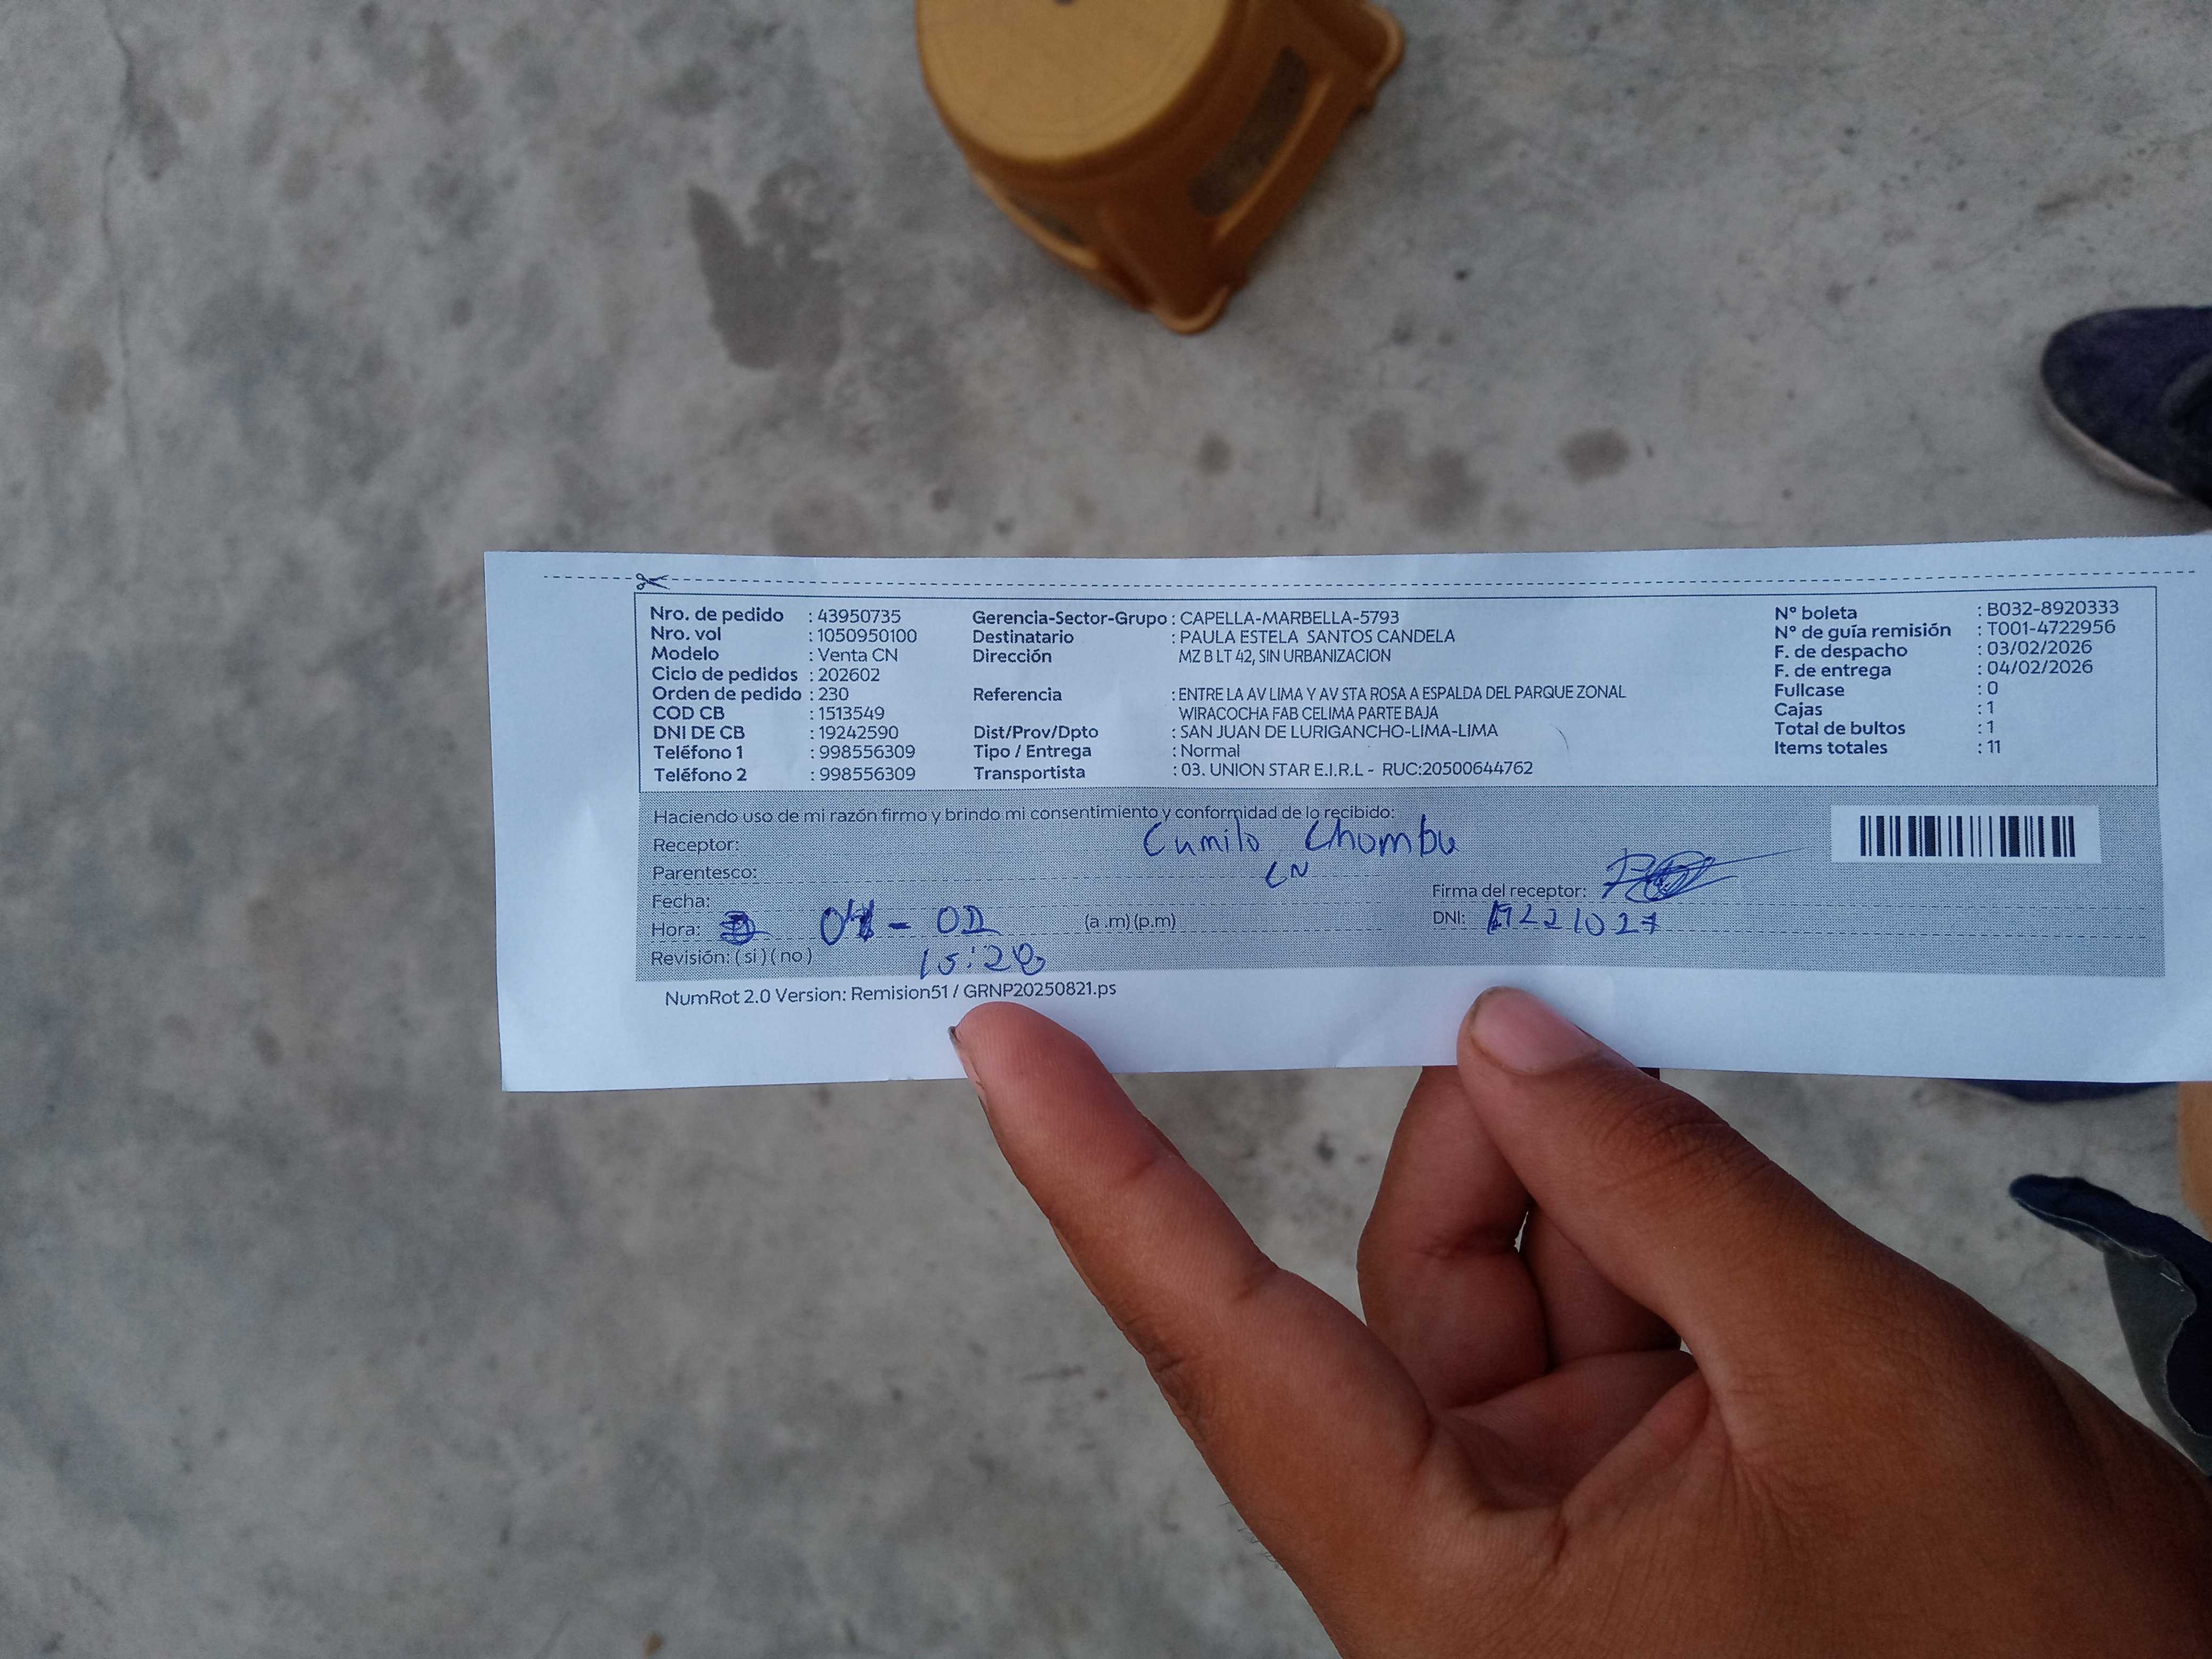 Nro. de pedido : 43950735
Nro. vol : 1050950100
Modelo : Venta CN
Ciclo de pedidos : 202602
Orden de pedido : 230
COD CB : 1513549
DNI DE CB : 19242590
Teléfono 1 : 998556309
Teléfono 2 : 998556309
Gerencia-Sector-Grupo : CAPELLA-MARBELLA-5793
Destinatario : PAULA ESTELA SANTOS CANDELA
Dirección MZ B LT 42, SIN URBANIZACION
Referencia : ENTRE LA AV LIMA Y AV STA ROSA A ESPALDA DEL PARQUE ZONAL
WIRACOCHA FAB CELIMA PARTE BAJA
Dist/Prov/Dpto : SAN JUAN DE LURIGANCHO-LIMA-LIMA
Tipo / Entrega : Normal
Transportista : 03. UNION STAR E.I.R.L - RUC:20500644762
N° boleta : B032-8920333
N° de guía remisión : T001-4722956
F. de despacho : 03/02/2026
F. de entrega : 04/02/2026
Fullcase : 0
Cajas : 1
Total de bultos : 1
Items totales : 11
Haciendo uso de mi razón firmo y brindo mi consentimiento y conformidad de lo recibido:
Receptor: Camilo Chomba
Parentesco: CN
Fecha:
Hora: 04-02 (a .m) (p.m)
Revisión: ( si ) ( no ) 15:28
Firma del receptor:
DNI:
NumRot 2.0 Version: Remision51 / GRNP20250821.ps